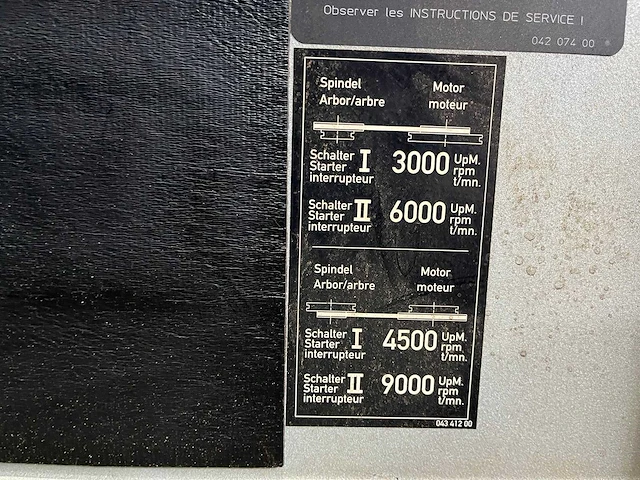 Observer les INSTRUCTIONS DE SERVICE !
042 074 00
Spindel Motor
Arbor/arbre moteur
Schalter I 3000 UpM.
Starter rpm
interrupteur t/mn.
Schalter II 6000 UpM.
Starter rpm
interrupteur t/mn.
Spindel Motor
Arbor/arbre moteur
Schalter I 4500 UpM.
Starter rpm
interrupteur t/mn.
Schalter II 9000 UpM.
Starter rpm
interrupteur t/mn.
043 412 00